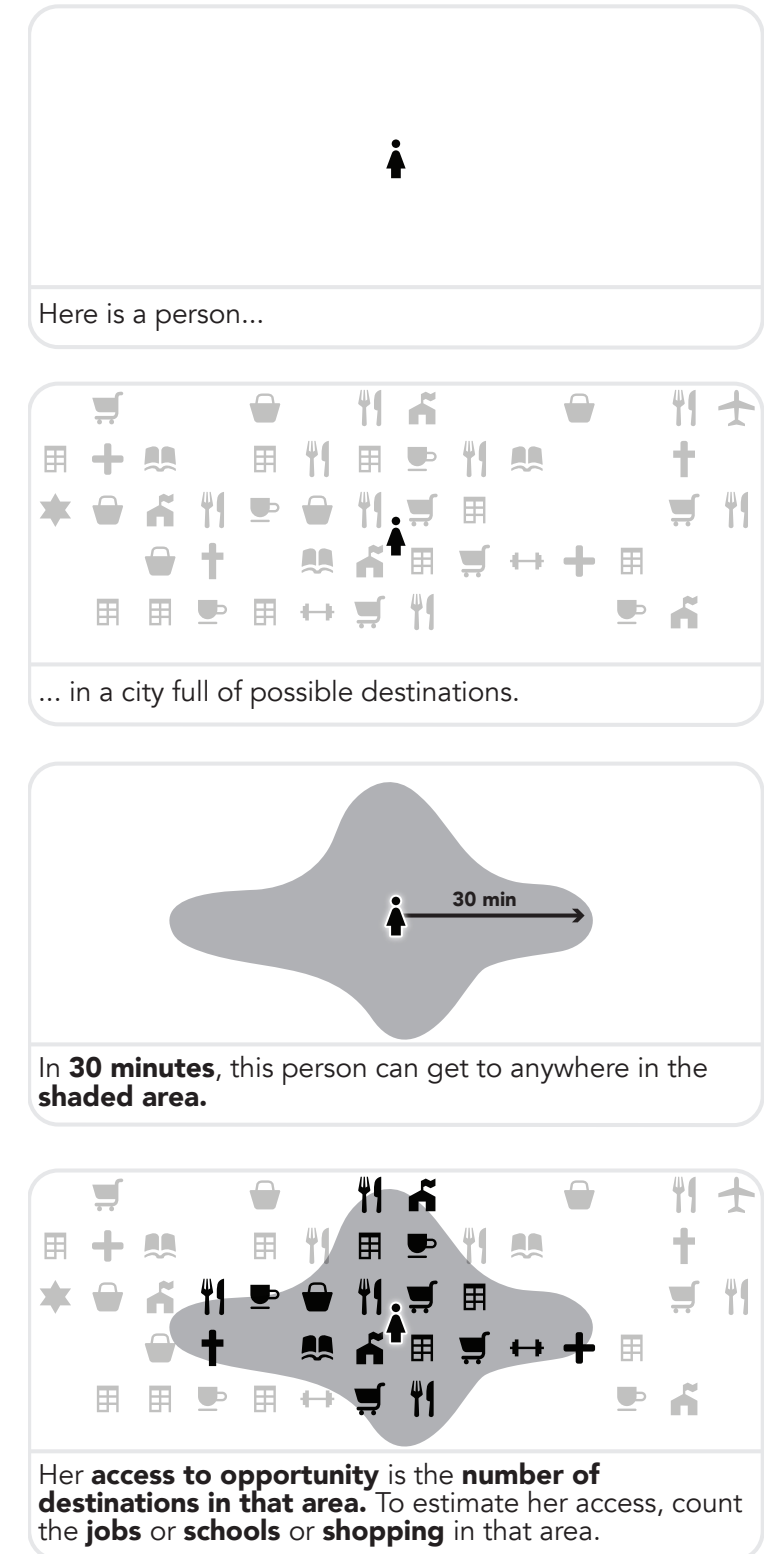 Here is a person...
... in a city full of possible destinations.
30 min
In 30 minutes, this person can get to anywhere in the
shaded area.
Her access to opportunity is the number of
destinations in that area. To estimate her access, count
the jobs or schools or shopping in that area.